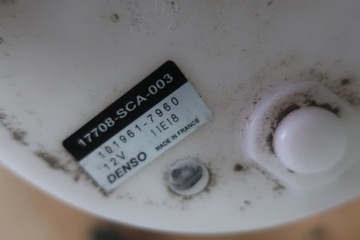 17708-SCA-003
101961-7960
12V 11E18
DENSO MADE IN FRANCE